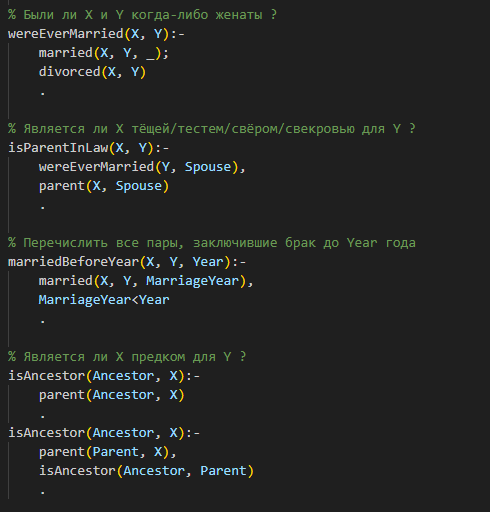 % Были ли X и Y когда-либо женаты ?
wereEverMarried(X, Y):-
    married(X, Y, _);
    divorced(X, Y)
    .
% Является ли X тёщей/тестем/свёром/свекровью для Y ?
isParentInLaw(X, Y):-
    wereEverMarried(Y, Spouse),
    parent(X, Spouse)
    .
% Перечислить все пары, заключившие брак до Year года
marriedBeforeYear(X, Y, Year):-
    married(X, Y, MarriageYear),
    MarriageYear<Year
    .
% Является ли X предком для Y ?
isAncestor(Ancestor, X):-
    parent(Ancestor, X)
    .
isAncestor(Ancestor, X):-
    parent(Parent, X),
    isAncestor(Ancestor, Parent)
    .